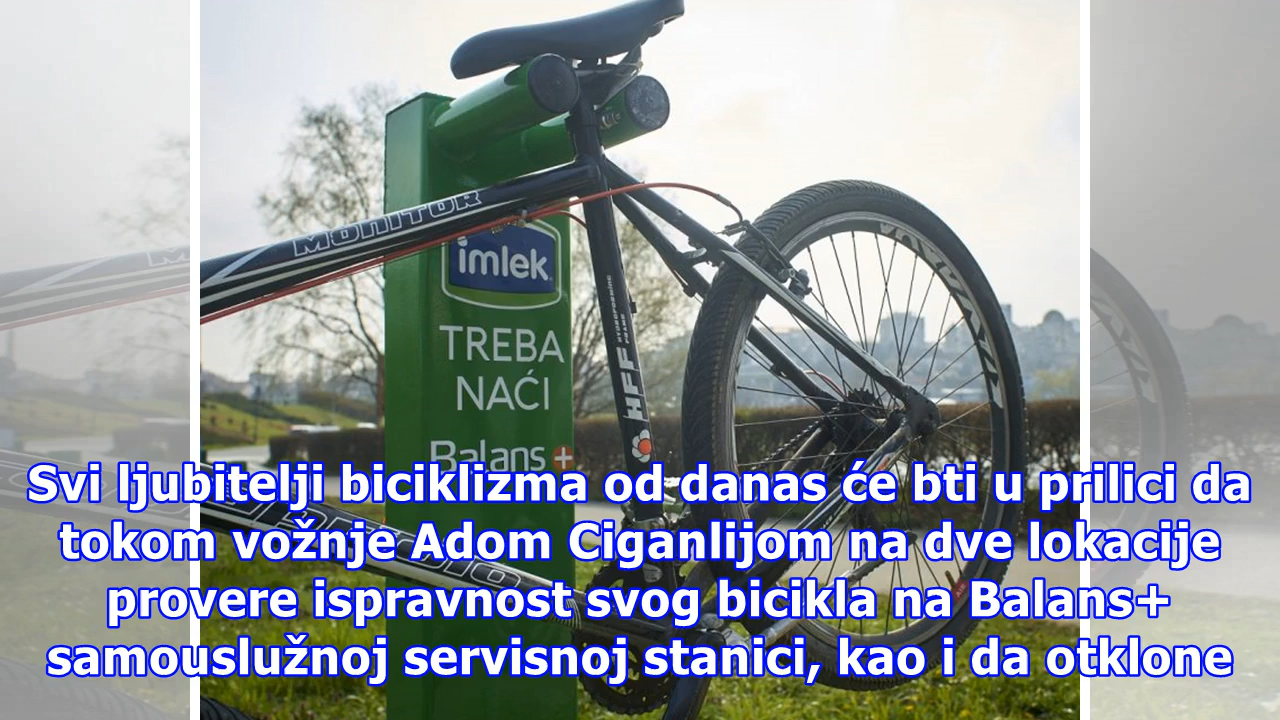 MONITOR
imlek
TREBA
NAĆI
Balans+
HFF
Svi ljubitelji biciklizma od danas će bti u prilici da
tokom vožnje Adom Ciganlijom na dve lokacije
provere ispravnost svog bicikla na Balans+
samouslužnoj servisnoj stanici, kao i da otklone